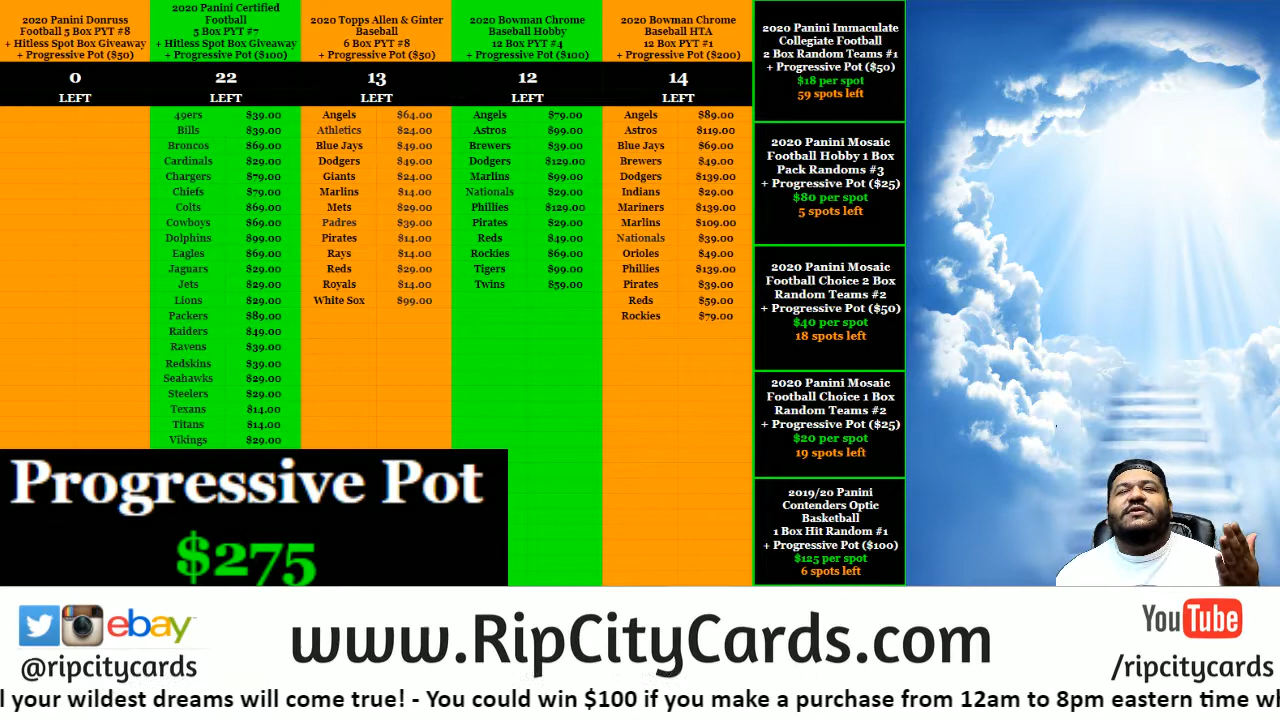 2020 Panini Donruss
Football 5 Box PYT #8
+ Hitless Spot Box Giveaway
+ Progressive Pot ($50)
0
LEFT
2020 Panini Certified
Football
5 Box PYT #7
+ Hitless Spot Box Giveaway
+ Progressive Pot ($100)
22
LEFT
49ers $39.00
Bills $39.00
Broncos $69.00
Cardinals $29.00
Chargers $79.00
Chiefs $79.00
Colts $69.00
Cowboys $69.00
Dolphins $99.00
Eagles $69.00
Jaguars $29.00
Jets $29.00
Lions $29.00
Packers $89.00
Raiders $49.00
Ravens $39.00
Redskins $39.00
Seahawks $29.00
Steelers $29.00
Texans $14.00
Titans $14.00
Vikings $29.00
2020 Topps Allen & Ginter
Baseball
6 Box PYT #8
+ Progressive Pot ($50)
13
LEFT
Angels $64.00
Athletics $24.00
Blue Jays $49.00
Dodgers $49.00
Giants $24.00
Marlins $14.00
Mets $29.00
Padres $39.00
Pirates $14.00
Rays $14.00
Reds $29.00
Royals $14.00
White Sox $99.00
2020 Bowman Chrome
Baseball Hobby
12 Box PYT #4
+ Progressive Pot ($100)
12
LEFT
Angels $79.00
Astros $99.00
Brewers $39.00
Dodgers $129.00
Marlins $99.00
Nationals $29.00
Phillies $129.00
Pirates $29.00
Reds $49.00
Rockies $69.00
Tigers $99.00
Twins $59.00
2020 Bowman Chrome
Baseball HTA
12 Box PYT #1
+ Progressive Pot ($200)
14
LEFT
Angels $89.00
Astros $119.00
Blue Jays $69.00
Brewers $49.00
Dodgers $139.00
Indians $29.00
Mariners $139.00
Marlins $109.00
Nationals $39.00
Orioles $49.00
Phillies $139.00
Pirates $39.00
Reds $59.00
Rockies $79.00
2020 Panini Immaculate
Collegiate Football
2 Box Random Teams #1
+ Progressive Pot ($50)
$18 per spot
59 spots left
2020 Panini Mosaic
Football Hobby 1 Box
Pack Randoms #3
+ Progressive Pot ($25)
$80 per spot
5 spots left
2020 Panini Mosaic
Football Choice 2 Box
Random Teams #2
+ Progressive Pot ($50)
$40 per spot
18 spots left
2020 Panini Mosaic
Football Choice 1 Box
Random Teams #2
+ Progressive Pot ($25)
$20 per spot
19 spots left
2019/20 Panini
Contenders Optic
Basketball
1 Box Hit Random #1
+ Progressive Pot ($100)
$125 per spot
6 spots left
Progressive Pot
$275
ebay
@ripcitycards
www.RipCityCards.com
YouTube
/ripcitycards
l your wildest dreams will come true! - You could win $100 if you make a purchase from 12am to 8pm eastern time wh